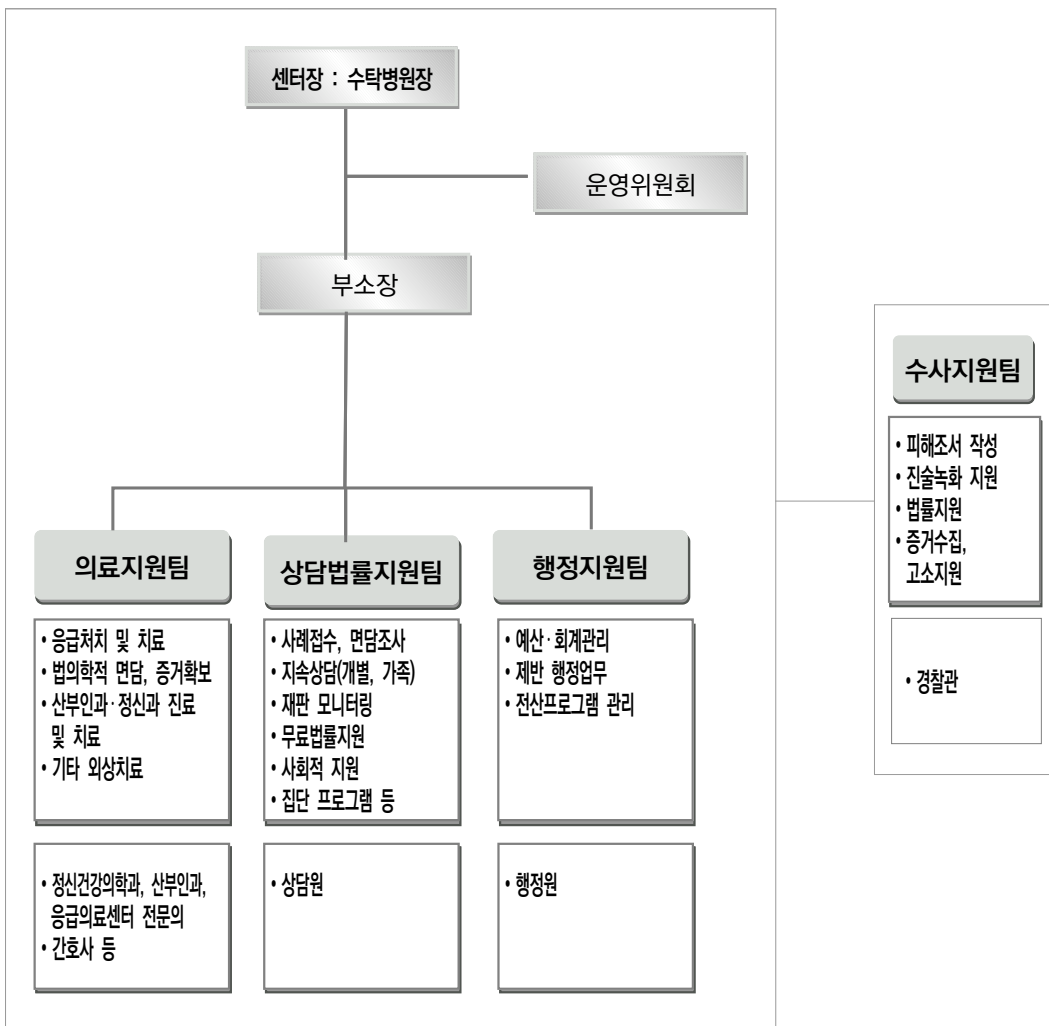 센터장 : 수탁병원장
운영위원회
부소장
의료지원팀
• 응급처치 및 치료
• 법의학적 면담, 증거확보
• 산부인과·정신과 진료
및 치료
• 기타 외상치료
• 정신건강의학과, 산부인과,
응급의료센터 전문의
• 간호사 등
상담법률지원팀
• 사례접수, 면담조사
• 지속상담(개별, 가족)
• 재판 모니터링
• 무료법률지원
• 사회적 지원
• 집단 프로그램 등
• 상담원
행정지원팀
• 예산·회계관리
• 제반 행정업무
• 전산프로그램 관리
• 행정원
수사지원팀
• 피해조서 작성
• 진술녹화 지원
• 법률지원
• 증거수집,
고소지원
• 경찰관